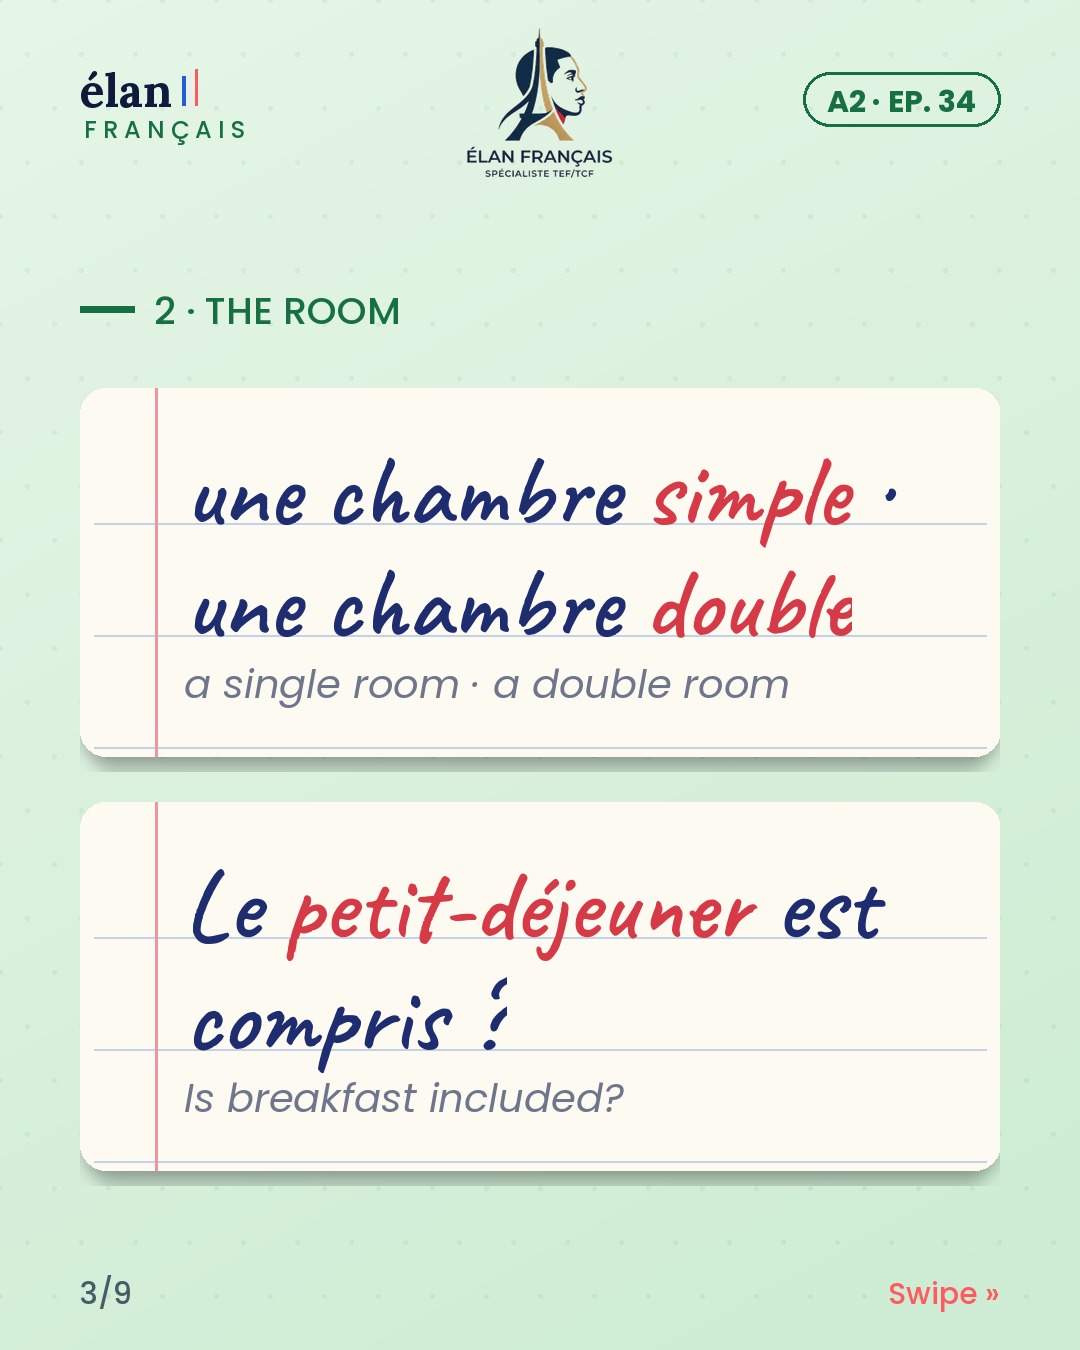 élan
FRANÇAIS
ÉLAN FRANÇAIS
SPÉCIALISTE TEF/TCF
A2 · EP. 34
2 · THE ROOM
une chambre simple ·
une chambre double
a single room · a double room
Le petit-déjeuner est
compris ?
Is breakfast included?
3/9
Swipe »